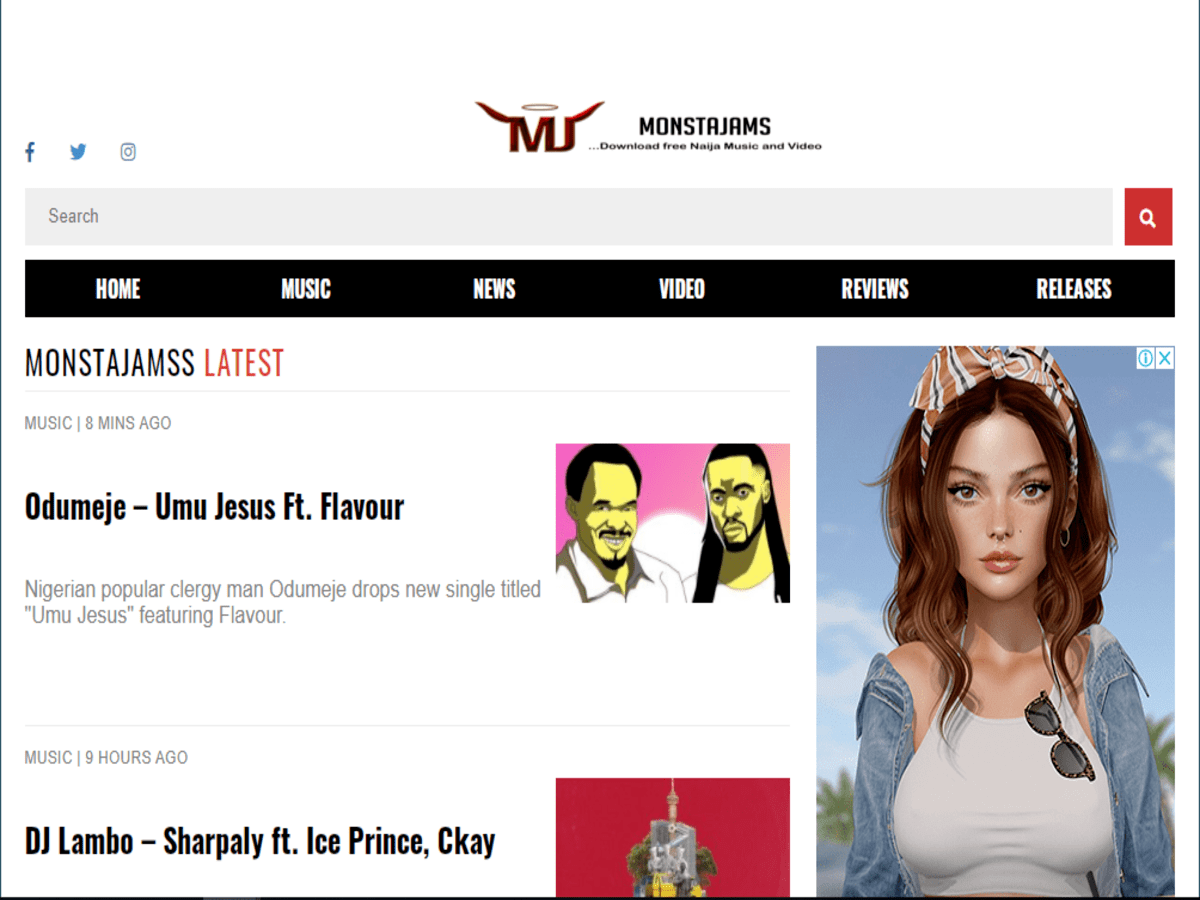 MJ
MONSTAJAMS
...Download free Naija Music and Video
Search
HOME MUSIC NEWS VIDEO REVIEWS RELEASES
MONSTAJAMSS LATEST
MUSIC | 8 MINS AGO
Odumeje – Umu Jesus Ft. Flavour
Nigerian popular clergy man Odumeje drops new single titled
"Umu Jesus" featuring Flavour.
MUSIC | 9 HOURS AGO
DJ Lambo – Sharpaly ft. Ice Prince, Ckay